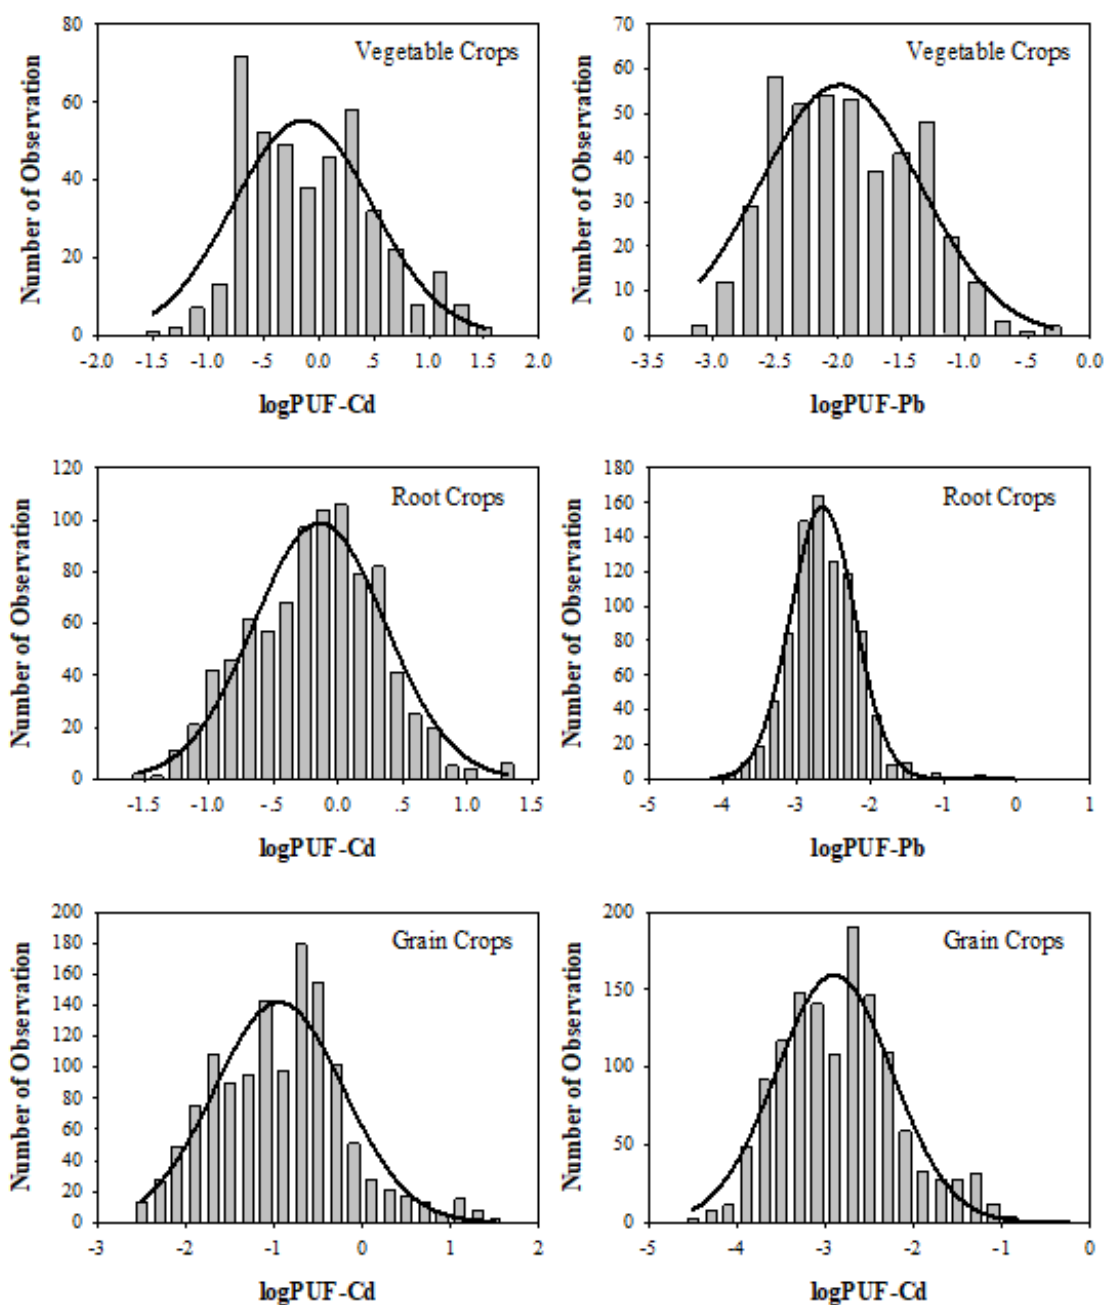 Vegetable Crops
Number of Observation
80
60
40
20
0
-2.0 -1.5 -1.0 -.5 0.0 .5 1.0 1.5 2.0
logPUF-Cd
Vegetable Crops
Number of Observation
70
60
50
40
30
20
10
0
-3.5 -3.0 -2.5 -2.0 -1.5 -1.0 -.5 0.0
logPUF-Pb
Root Crops
Number of Observation
120
100
80
60
40
20
0
-1.5 -1.0 -.5 0.0 .5 1.0 1.5
logPUF-Cd
Root Crops
Number of Observation
180
160
140
120
100
80
60
40
20
0
-5 -4 -3 -2 -1 0 1
logPUF-Pb
Grain Crops
Number of Observation
200
180
160
140
120
100
80
60
40
20
0
-3 -2 -1 0 1 2
logPUF-Cd
Grain Crops
Number of Observation
200
150
100
50
0
-5 -4 -3 -2 -1 0
logPUF-Cd